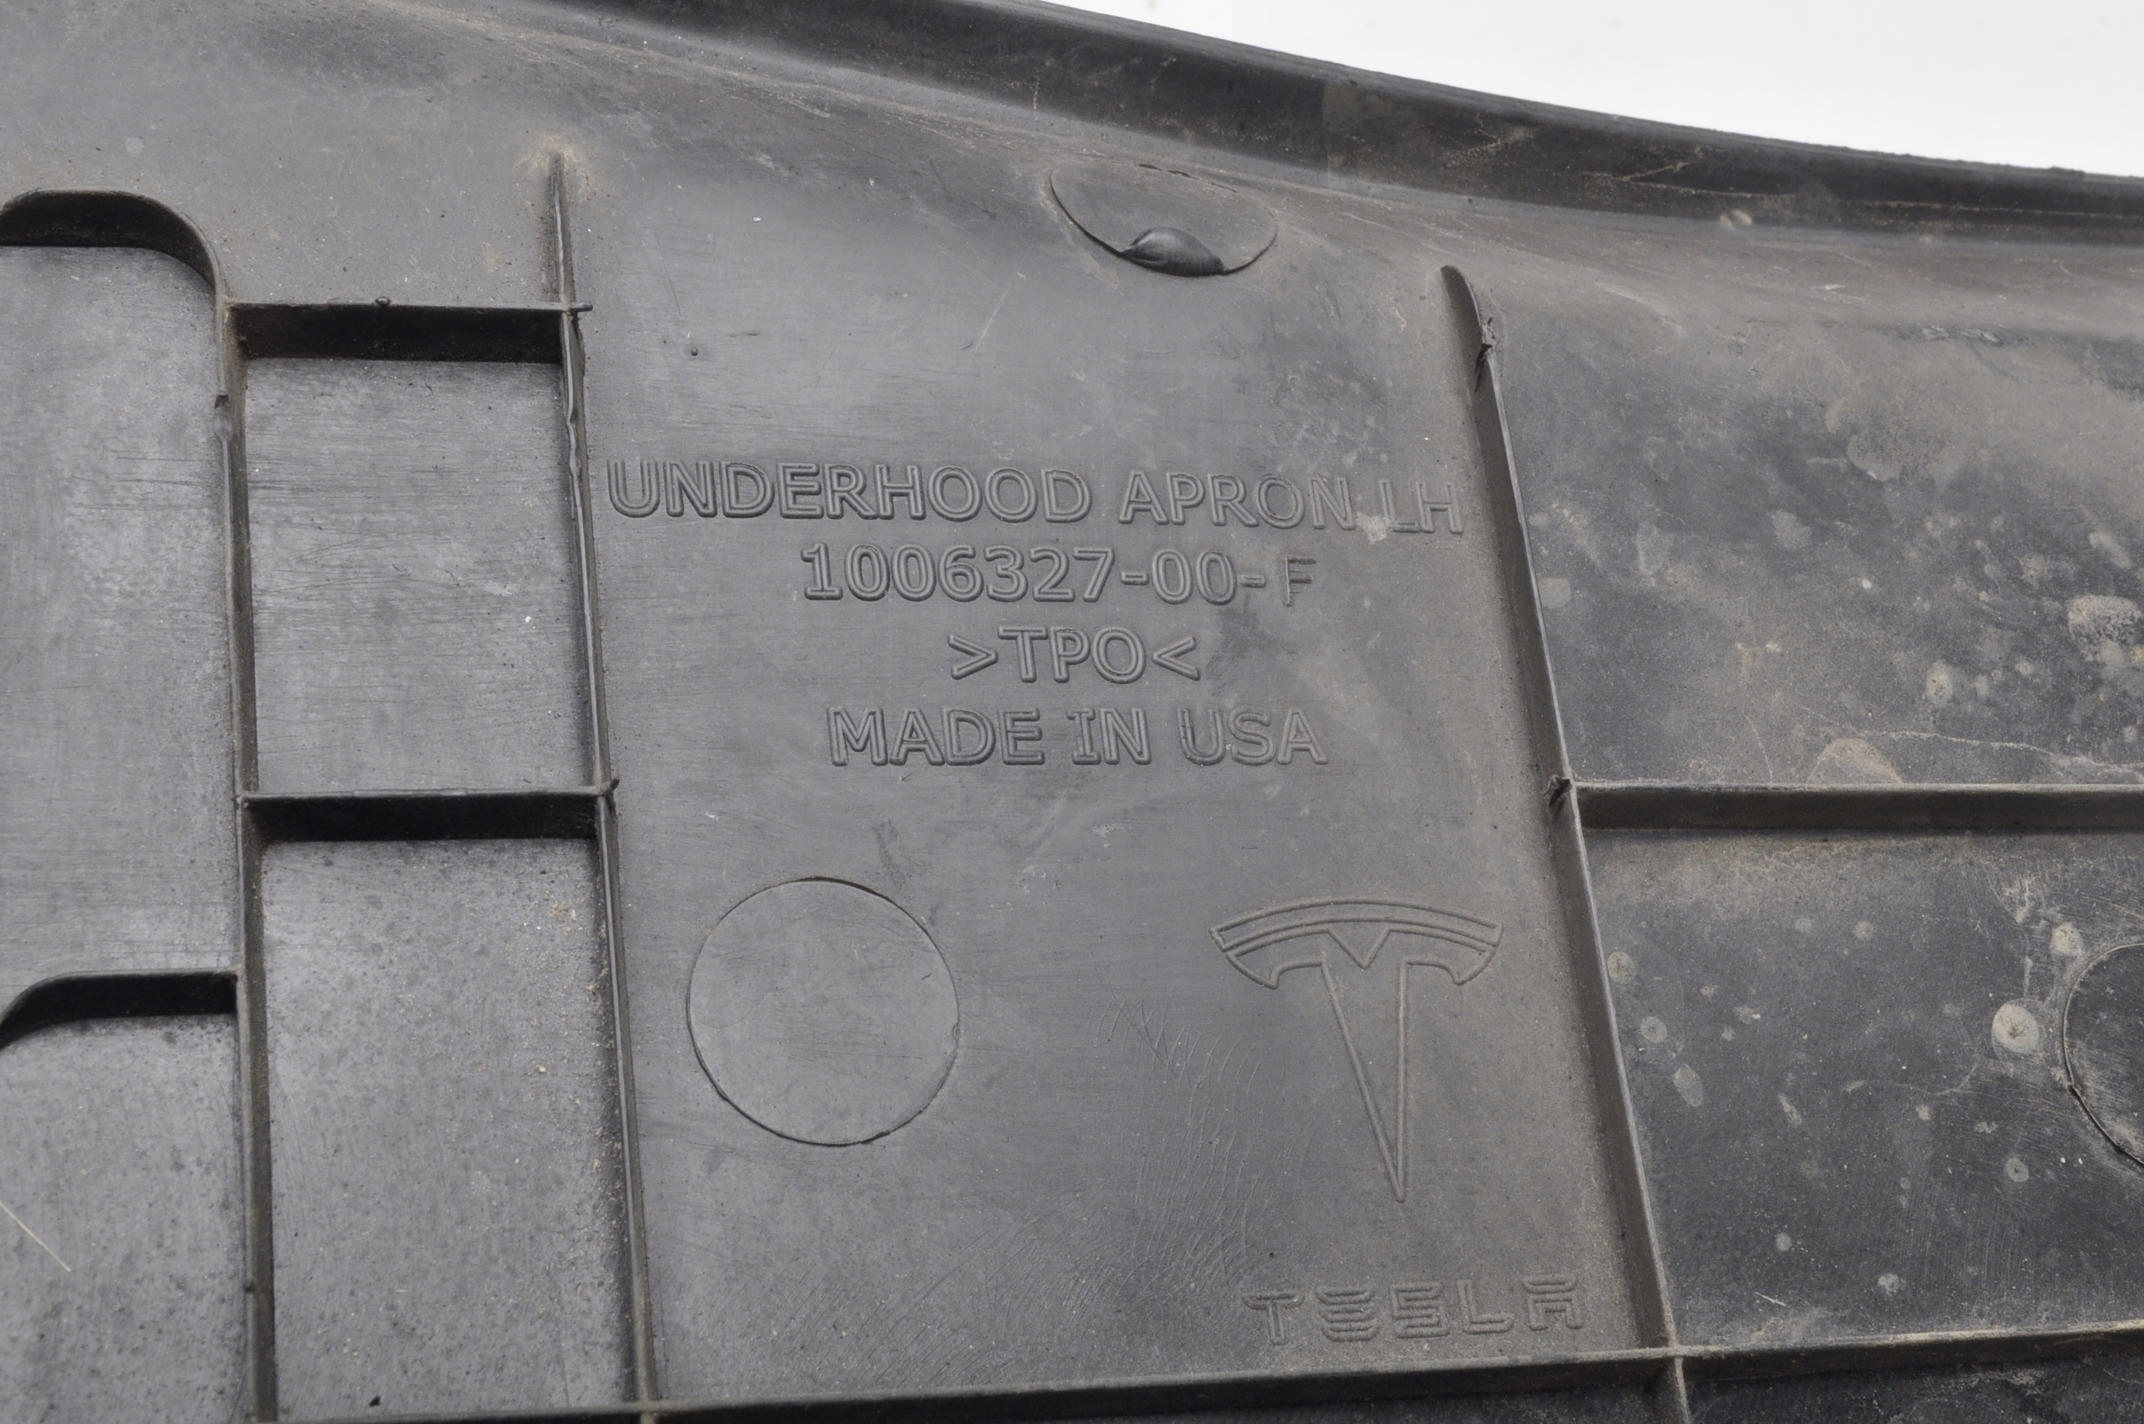 UNDERHOOD APRON LH
1006327-00-F
>TPO<
MADE IN USA
TESLA